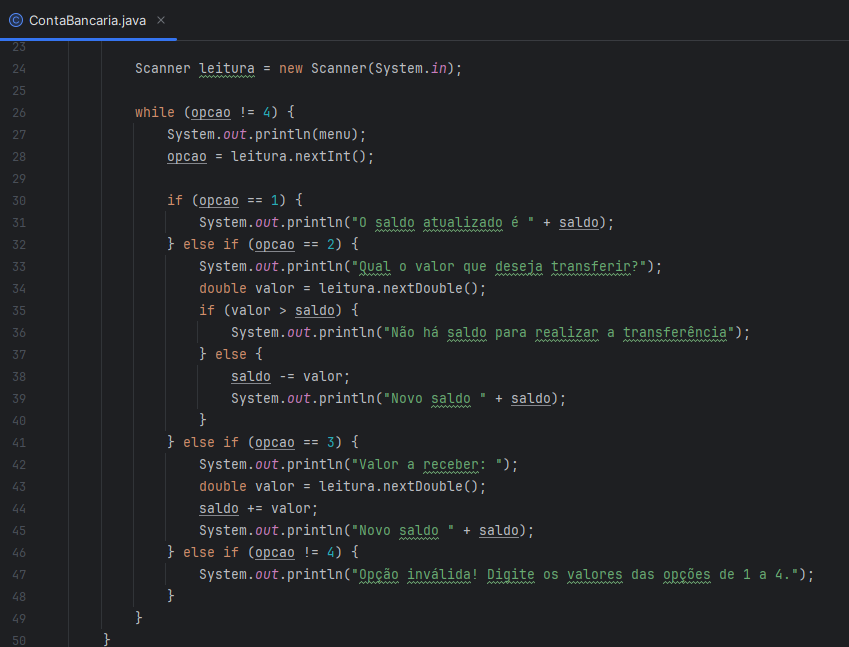 ContaBancaria.java
23
24 Scanner leitura = new Scanner(System.in);
25
26 while (opcao != 4) {
27 System.out.println(menu);
28 opcao = leitura.nextInt();
29
30 if (opcao == 1) {
31 System.out.println("O saldo atualizado é " + saldo);
32 } else if (opcao == 2) {
33 System.out.println("Qual o valor que deseja transferir?");
34 double valor = leitura.nextDouble();
35 if (valor > saldo) {
36 System.out.println("Não há saldo para realizar a transferência");
37 } else {
38 saldo -= valor;
39 System.out.println("Novo saldo " + saldo);
40 }
41 } else if (opcao == 3) {
42 System.out.println("Valor a receber: ");
43 double valor = leitura.nextDouble();
44 saldo += valor;
45 System.out.println("Novo saldo " + saldo);
46 } else if (opcao != 4) {
47 System.out.println("Opção inválida! Digite os valores das opções de 1 a 4.");
48 }
49 }
50 }